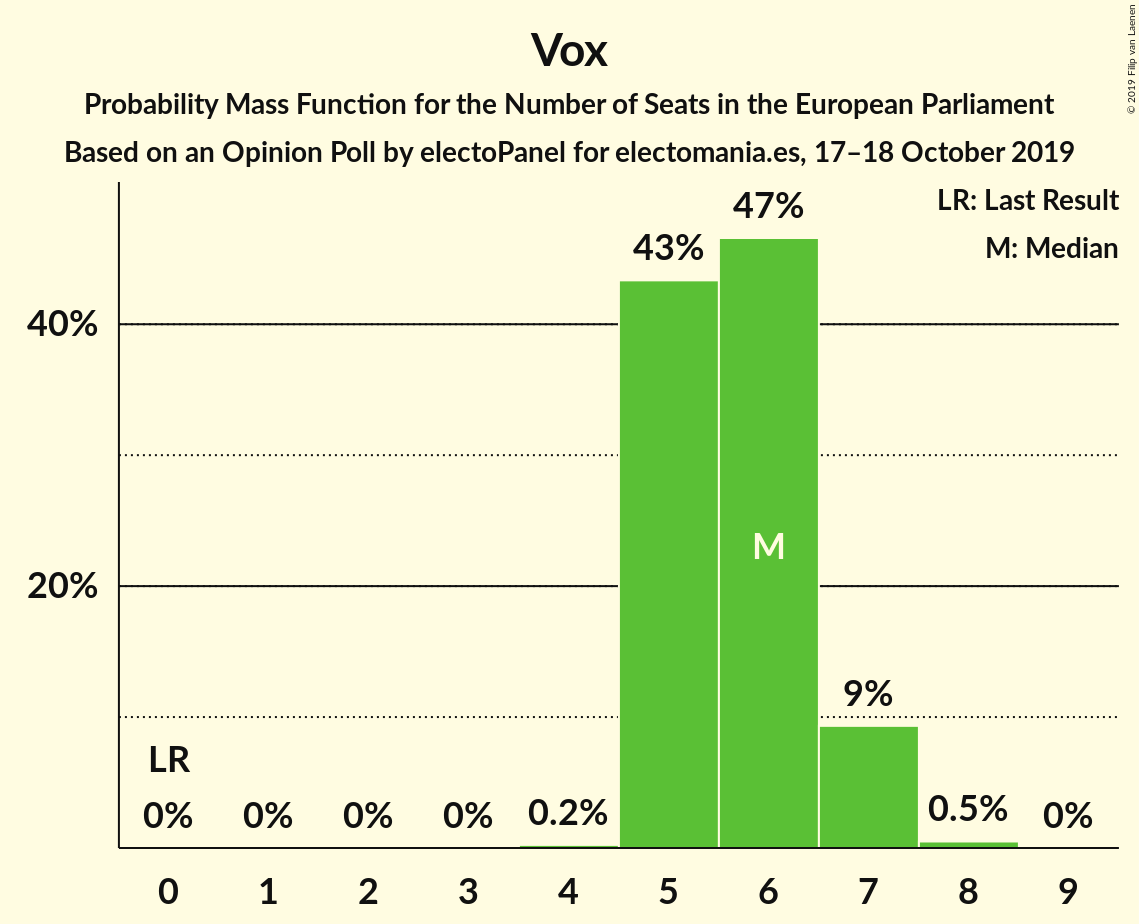 Vox
Probability Mass Function for the Number of Seats in the European Parliament
Based on an Opinion Poll by electoPanel for electomania.es, 17–18 October 2019
© 2019 Filip van Laenen
LR: Last Result
M: Median
47%
43%
40%
M
20%
9%
LR
0% 0% 0% 0% 0.2% 0.5% 0%
0 1 2 3 4 5 6 7 8 9